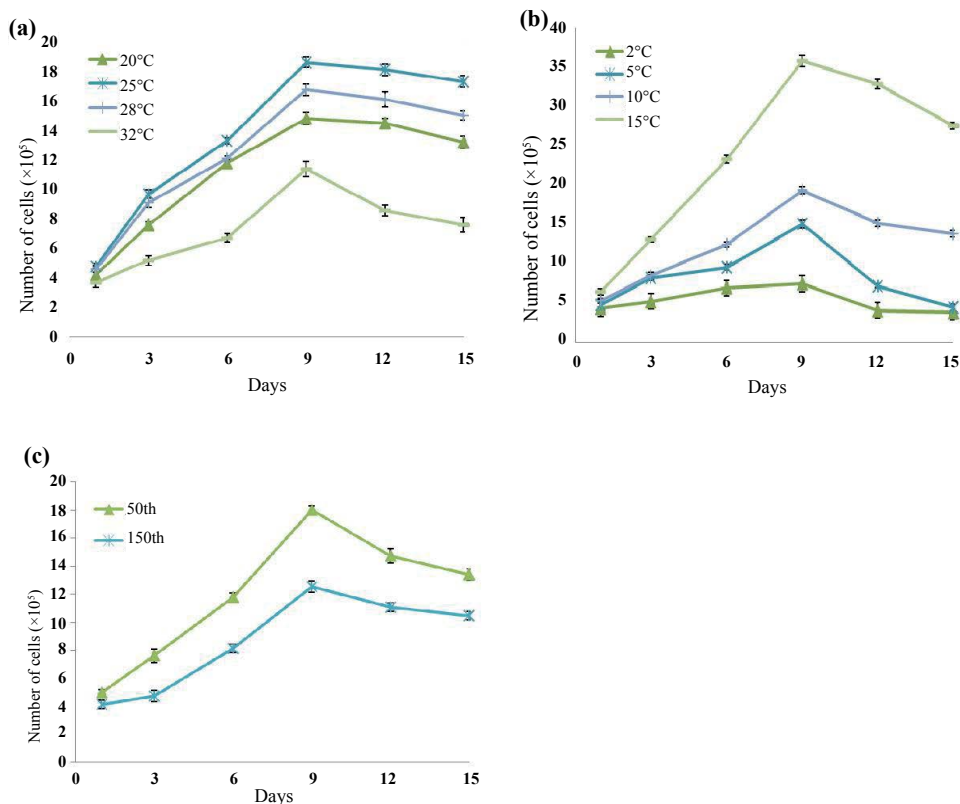 (a)
20
18
16
14
12
10
8
6
4
2
0
Number of cells (×10⁵)
20°C
25°C
28°C
32°C
0 3 6 9 12 15
Days
(b)
40
35
30
25
20
15
10
5
0
Number of cells (×10⁵)
2°C
5°C
10°C
15°C
0 3 6 9 12 15
Days
(c)
20
18
16
14
12
10
8
6
4
2
0
Number of cells (×10⁵)
50th
150th
0 3 6 9 12 15
Days